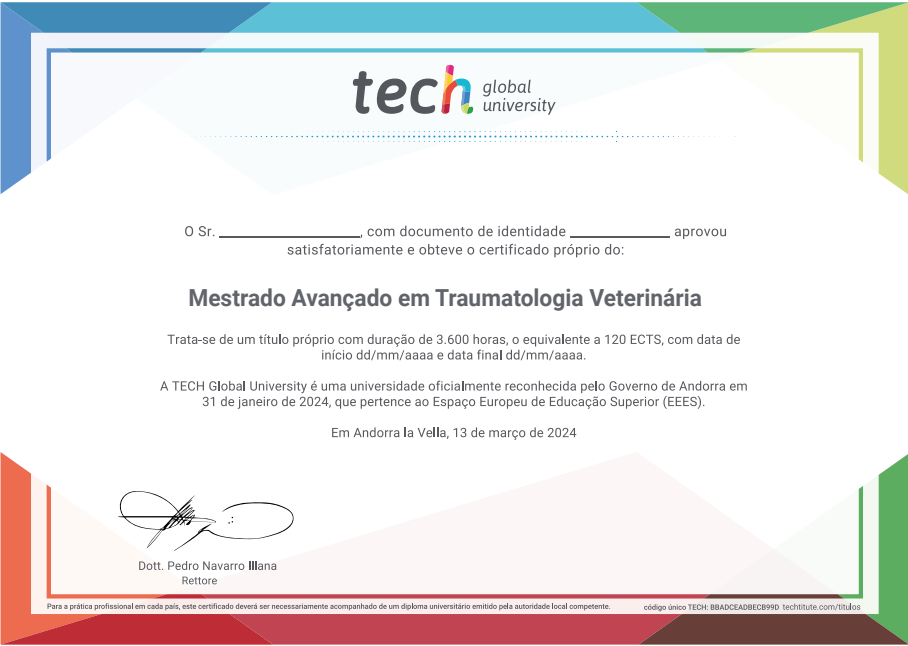 tech global university
O Sr. ____________________, com documento de identidade ______________ aprovou
satisfatoriamente e obteve o certificado próprio do:
Mestrado Avançado em Traumatologia Veterinária
Trata-se de um título próprio com duração de 3.600 horas, o equivalente a 120 ECTS, com data de
início dd/mm/aaaa e data final dd/mm/aaaa.
A TECH Global University é uma universidade oficialmente reconhecida pelo Governo de Andorra em
31 de janeiro de 2024, que pertence ao Espaço Europeu de Educação Superior (EEES).
Em Andorra la Vella, 13 de março de 2024
Dott. Pedro Navarro Illana
Rettore
Para a prática profissional em cada país, este certificado deverá ser necessariamente acompanhado de um diploma universitário emitido pela autoridade local competente. código único TECH: BBADCEADBECB99D techtitute.com/titulos